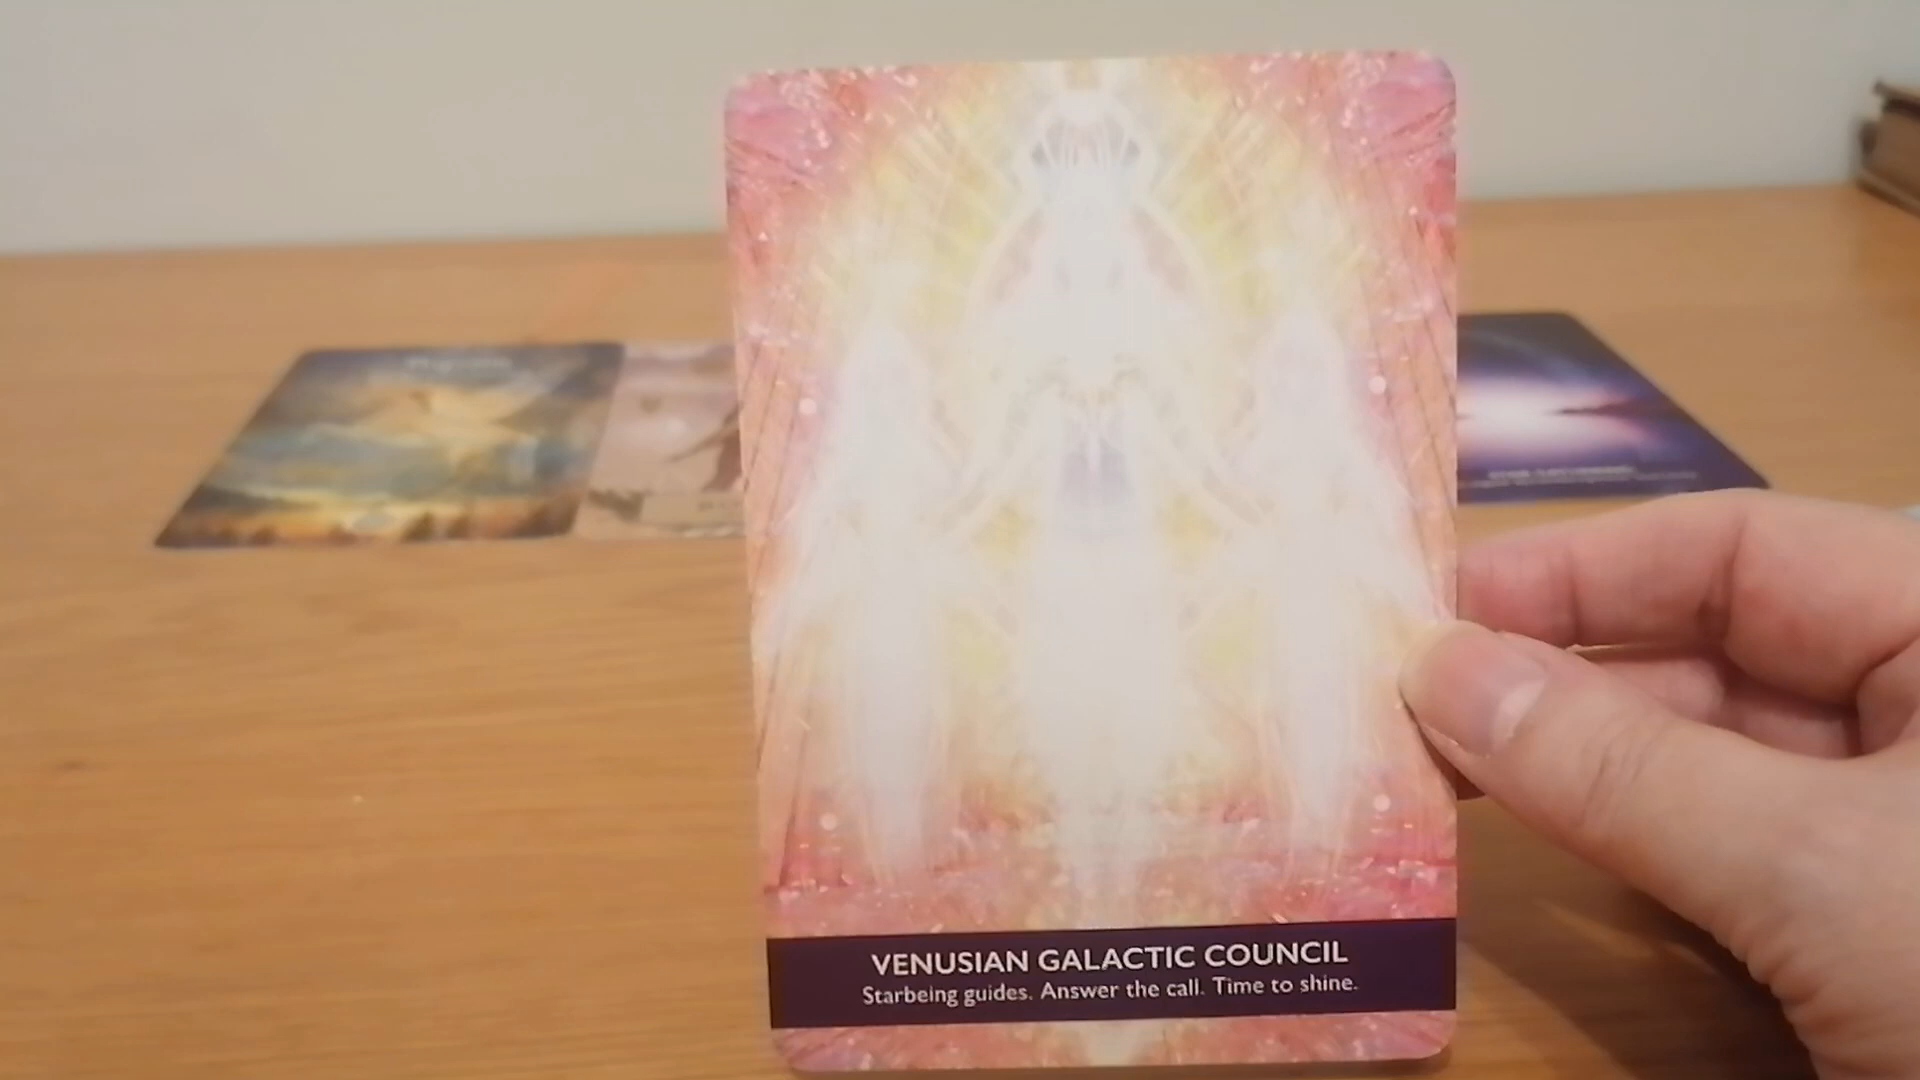 VENUSIAN GALACTIC COUNCIL
Starbeing guides. Answer the call. Time to shine.